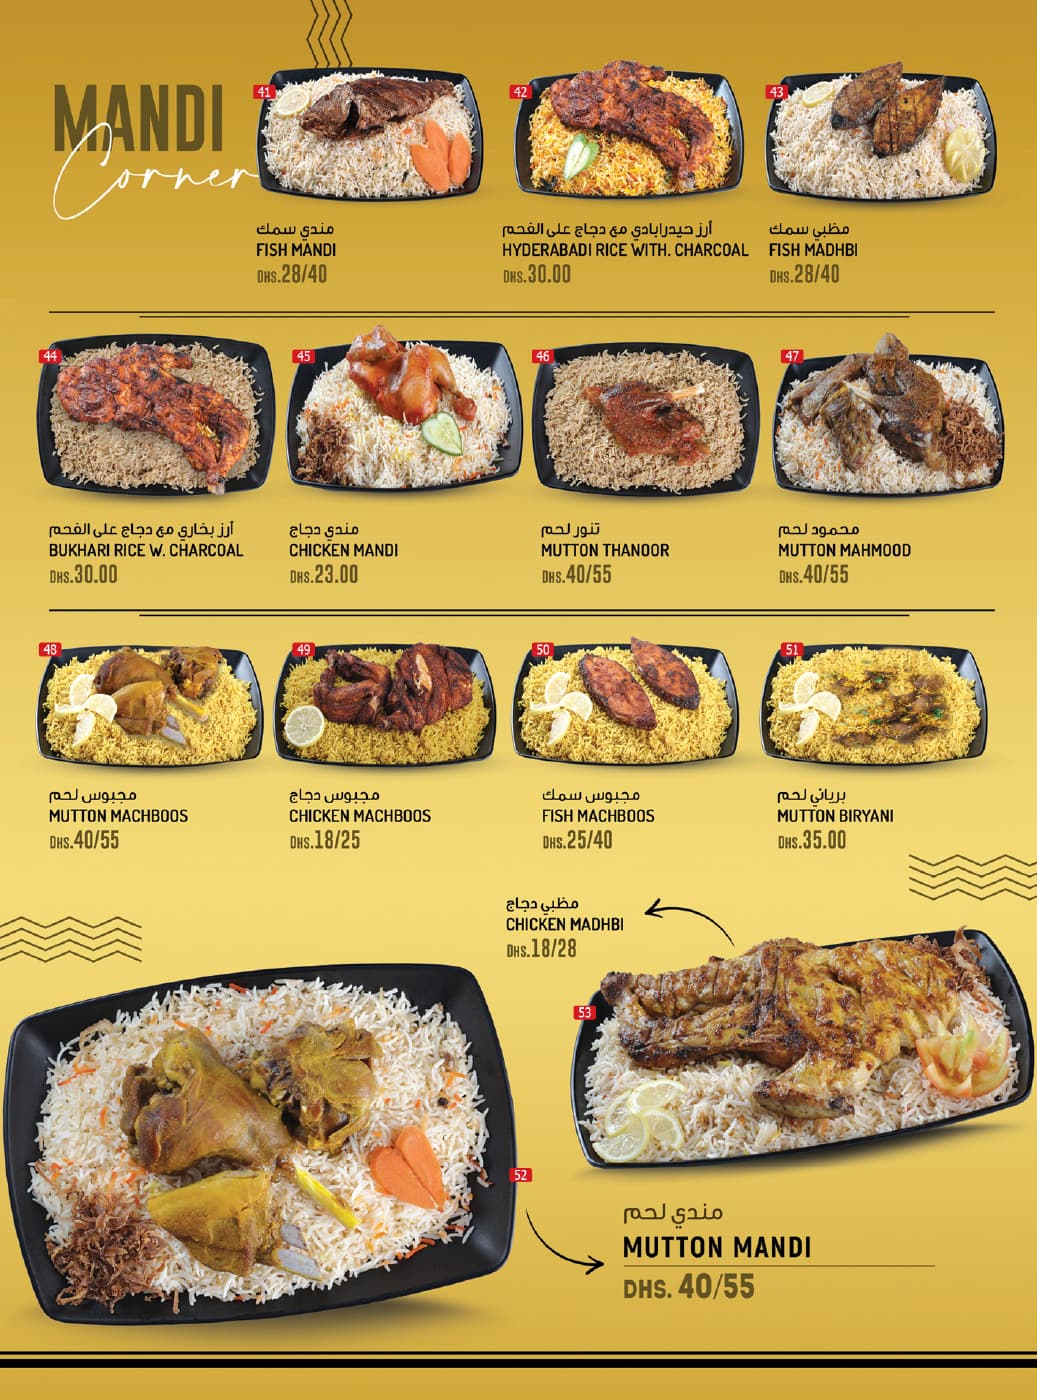 MANDI
Corner
41
مندي سمك
FISH MANDI
DHS.28/40
42
أرز حيدرابادي مع دجاج على الفحم
HYDERABADI RICE WITH. CHARCOAL
DHS.30.00
43
مظبي سمك
FISH MADHBI
DHS.28/40
44
أرز بخاري مع دجاج على الفحم
BUKHARI RICE W. CHARCOAL
DHS.30.00
45
مندي دجاج
CHICKEN MANDI
DHS.23.00
46
تنور لحم
MUTTON THANOOR
DHS.40/55
47
محمود لحم
MUTTON MAHMOOD
DHS.40/55
48
مجبوس لحم
MUTTON MACHBOOS
DHS.40/55
49
مجبوس دجاج
CHICKEN MACHBOOS
DHS.18/25
50
مجبوس سمك
FISH MACHBOOS
DHS.25/40
51
برياني لحم
MUTTON BIRYANI
DHS.35.00
مظبي دجاج
CHICKEN MADHBI
DHS.18/28
53
52
مندي لحم
MUTTON MANDI
DHS. 40/55